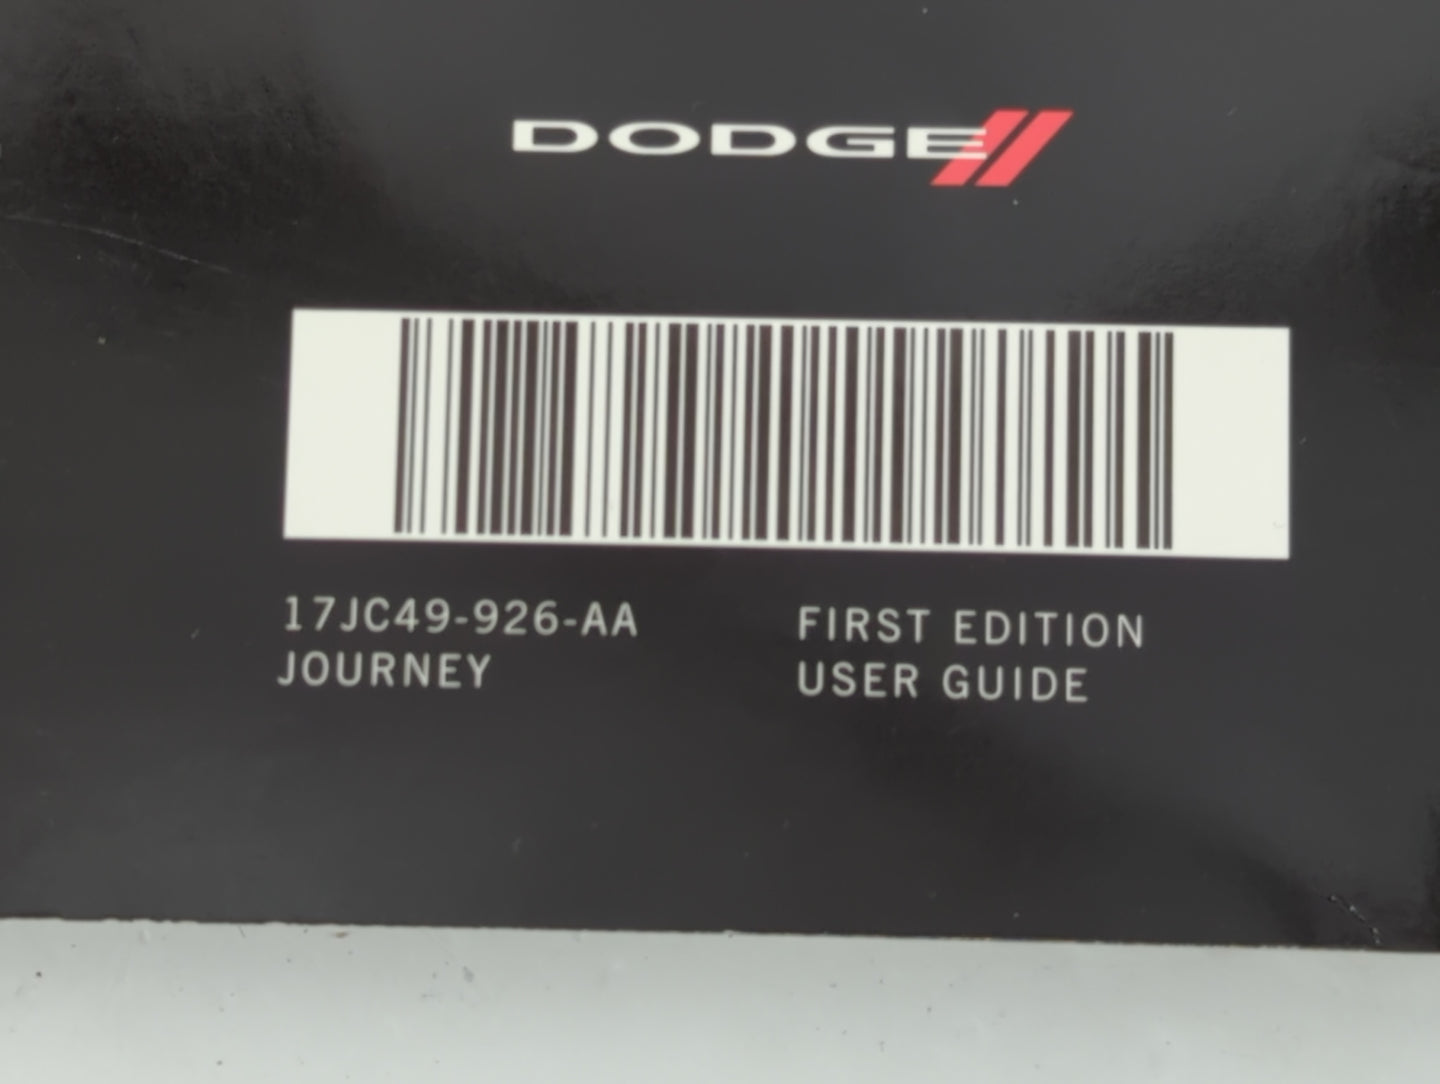 DODGE
17JC49-926-AA
JOURNEY
FIRST EDITION
USER GUIDE